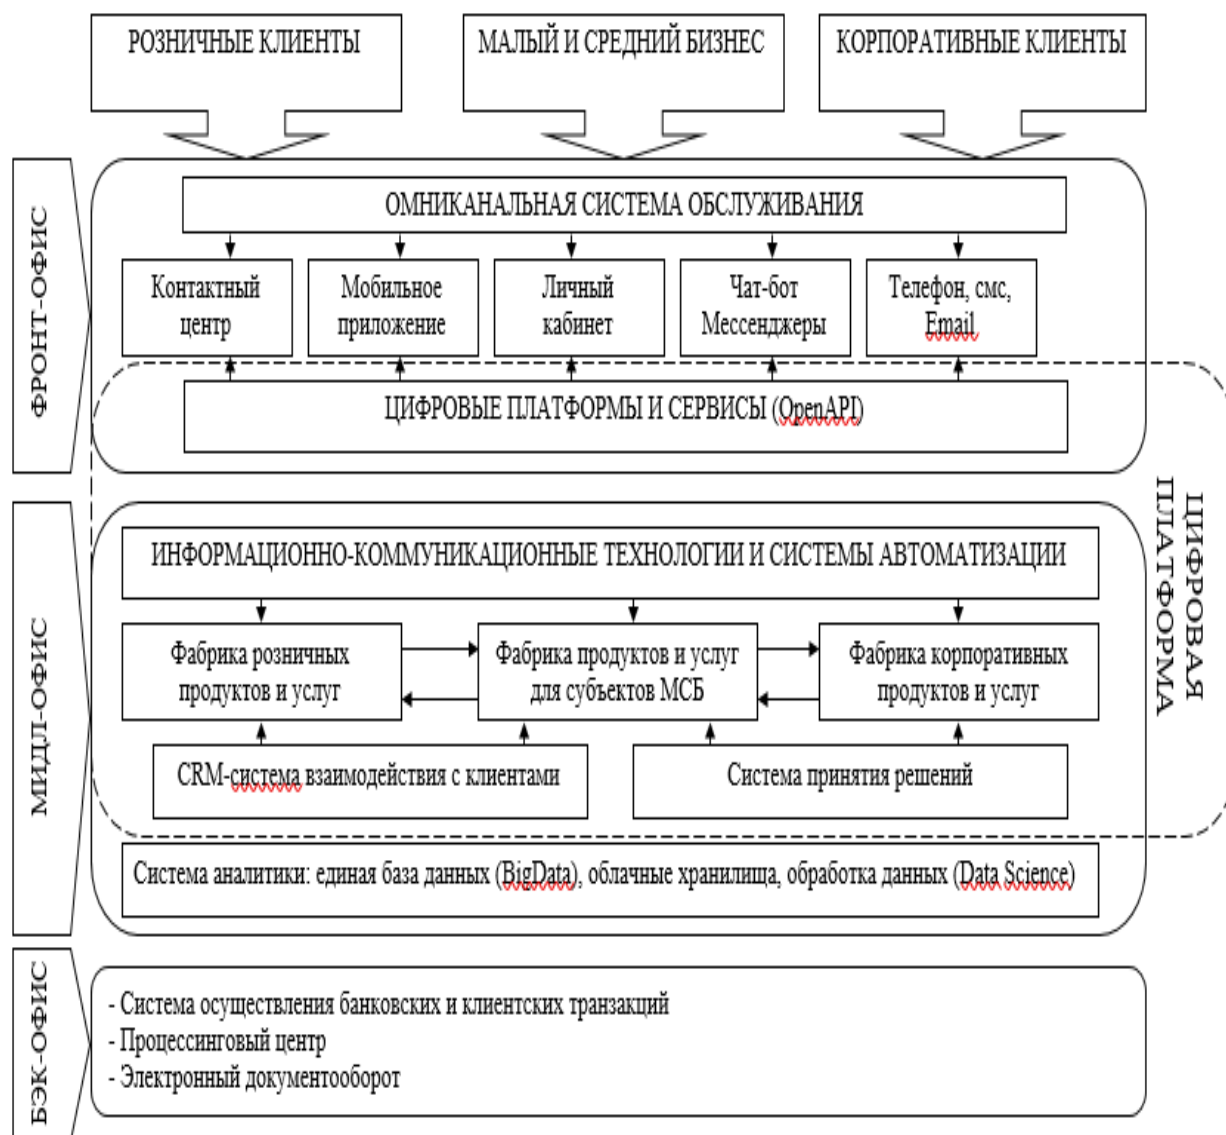 РОЗНИЧНЫЕ КЛИЕНТЫ
МАЛЫЙ И СРЕДНИЙ БИЗНЕС
КОРПОРАТИВНЫЕ КЛИЕНТЫ
ФРОНТ-ОФИС
ОМНИКАНАЛЬНАЯ СИСТЕМА ОБСЛУЖИВАНИЯ
Контактный
центр
Мобильное
приложение
Личный
кабинет
Чат-бот
Мессенджеры
Телефон, смс,
Email
ЦИФРОВЫЕ ПЛАТФОРМЫ И СЕРВИСЫ (OpenAPI)
ЦИФРОВАЯ
ПЛАТФОРМА
МИДЛ-ОФИС
ИНФОРМАЦИОННО-КОММУНИКАЦИОННЫЕ ТЕХНОЛОГИИ И СИСТЕМЫ АВТОМАТИЗАЦИИ
Фабрика розничных
продуктов и услуг
Фабрика продуктов и услуг
для субъектов МСБ
Фабрика корпоративных
продуктов и услуг
CRM-система взаимодействия с клиентами
Система принятия решений
Система аналитики: единая база данных (BigData), облачные хранилища, обработка данных (Data Science)
БЭК-ОФИС
- Система осуществления банковских и клиентских транзакций
- Процессинговый центр
- Электронный документооборот